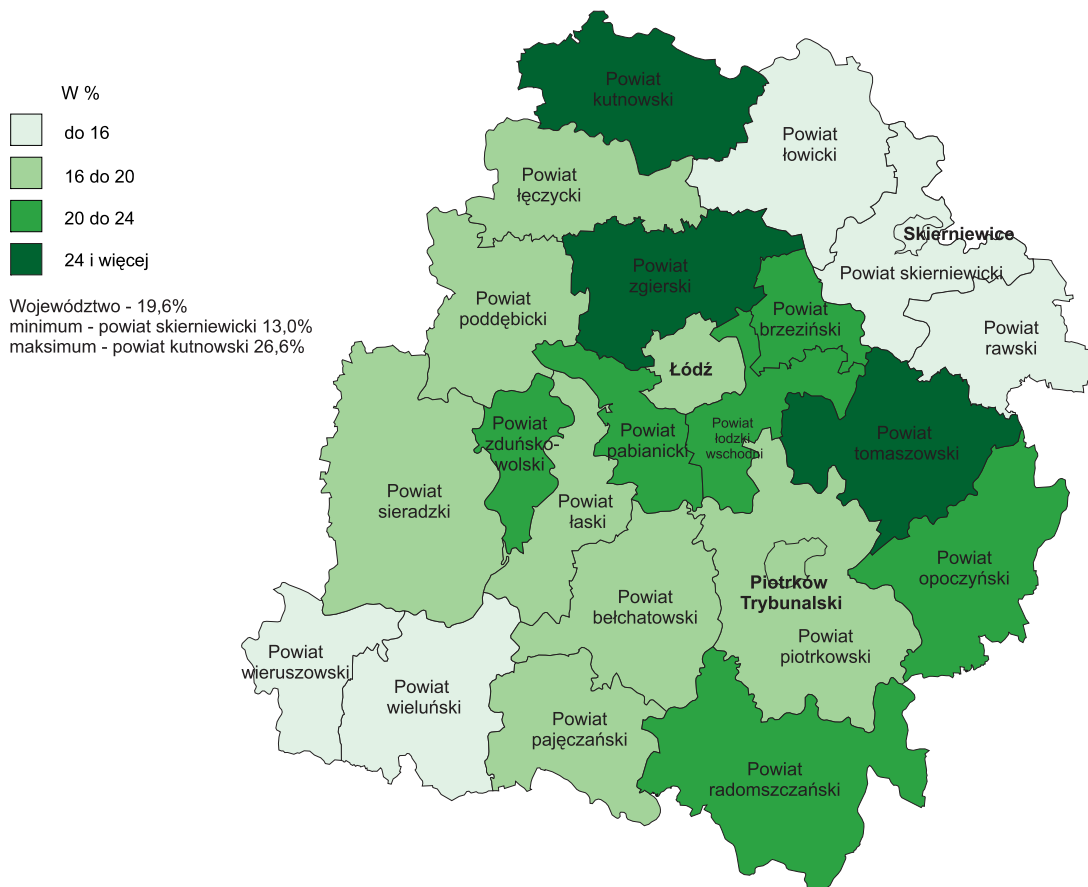 W %
do 16
16 do 20
20 do 24
24 i więcej
Województwo - 19,6%
minimum - powiat skierniewicki 13,0%
maksimum - powiat kutnowski 26,6%
Powiat
kutnowski
Powiat
łowicki
Powiat
łęczycki
Skierniewice
Powiat skierniewicki
Powiat
zgierski
Powiat
poddębicki
Powiat
brzeziński
Powiat
rawski
Łódź
Powiat
zduńsko-
wolski
Powiat
pabianicki
Powiat
łodzki
wschodni
Powiat
tomaszowski
Powiat
sieradzki
Powiat
łaski
Powiat
opoczyński
Piotrków
Trybunalski
Powiat
bełchatowski
Powiat
piotrkowski
Powiat
wieruszowski
Powiat
wieluński
Powiat
pajęczański
Powiat
radomszczański